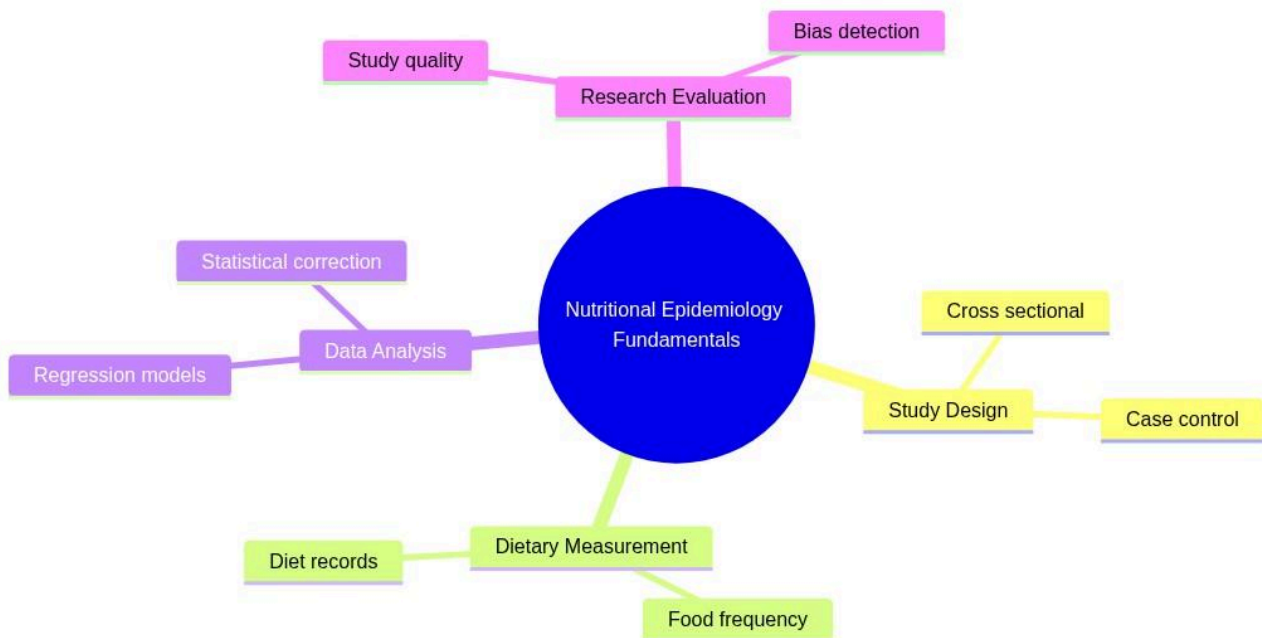 Bias detection
Study quality
Research Evaluation
Statistical correction
Nutritional Epidemiology
Fundamentals
Cross sectional
Data Analysis
Regression models
Study Design
Case control
Dietary Measurement
Diet records
Food frequency